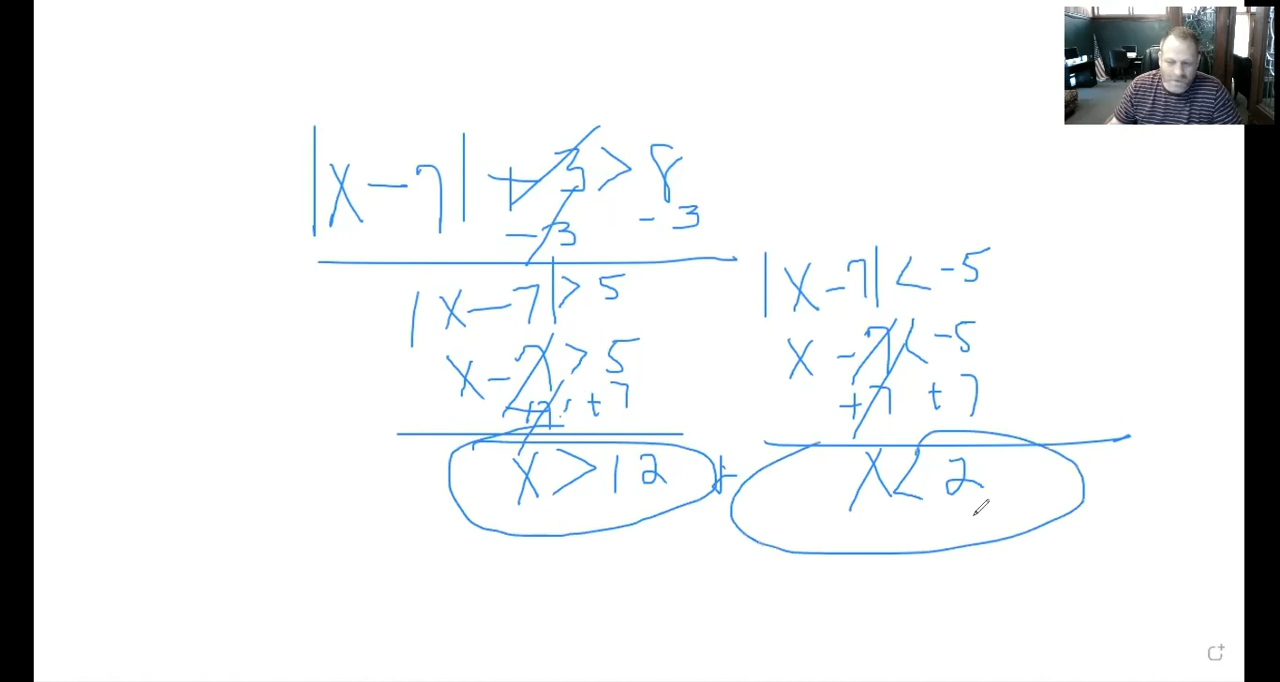 |x-7| + 3 > 8
-3 -3
|x-7| > 5
x-7 > 5
+7 +7
x > 12 +
|x-7| < -5
x-7 < -5
+7 +7
x < 2